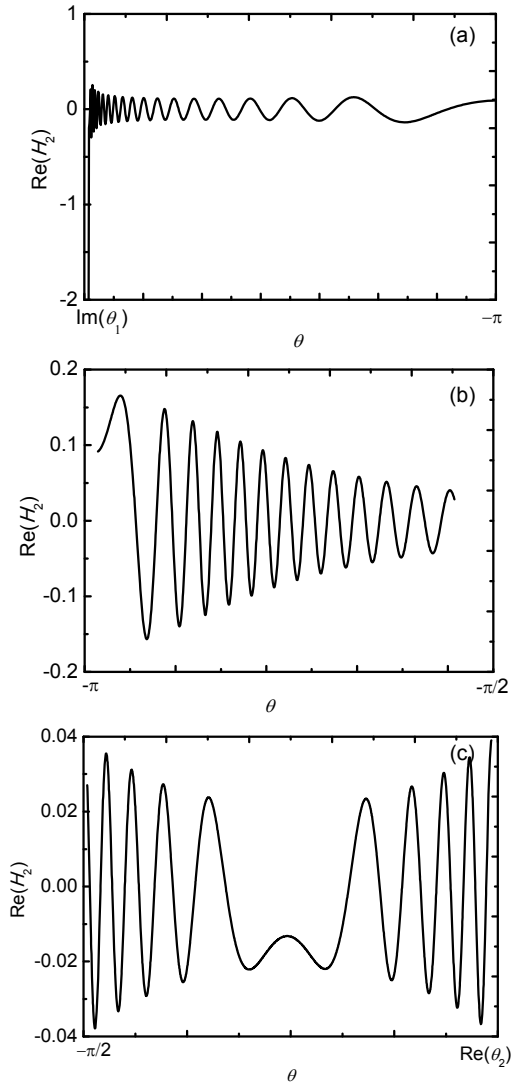 (a)
1
0
-1
-2
Re(H₂)
Im(θ₁)
−π
θ
(b)
0.2
0.1
0.0
-0.1
-0.2
Re(H₂)
-π
-π/2
θ
(c)
0.04
0.02
0.00
-0.02
-0.04
Re(H₂)
−π/2
Re(θ₂)
θ